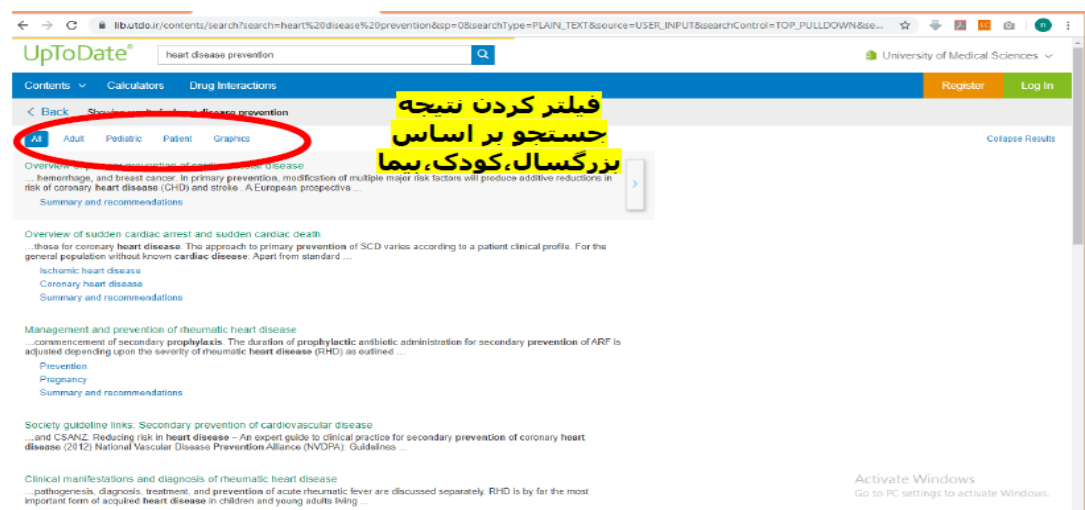 lib.utdo.ir/contents/search?search=heart%20disease%20prevention&sp=0&searchType=PLAIN_TEXT&source=USER_INPUT&searchControl=TOP_PULLDOWN&se...
UpToDate®
heart disease prevention
University of Medical Sciences
Contents
Calculators
Drug Interactions
Register
Log In
Back
disease prevention
فیلتر کردن نتیجه
جستجو بر اساس
بزرگسال،کودک،بیما
All
Adult
Pediatric
Patient
Graphics
Collapse Results
Overview of disease
... hemorrhage, and breast cancer. In primary prevention, modification of multiple major risk factors will produce additive reductions in
risk of coronary heart disease (CHD) and stroke . A European prospective ...
Summary and recommendations
Overview of sudden cardiac arrest and sudden cardiac death
...those for coronary heart disease. The approach to primary prevention of SCD varies according to a patient clinical profile. For the
general population without known cardiac disease: Apart from standard ...
Ischemic heart disease
Coronary heart disease
Summary and recommendations
Management and prevention of rheumatic heart disease
...commencement of secondary prophylaxis. The duration of prophylactic antibiotic administration for secondary prevention of ARF is
adjusted depending upon the severity of rheumatic heart disease (RHD) as outlined ...
Prevention
Pregnancy
Summary and recommendations
Society guideline links: Secondary prevention of cardiovascular disease
...and CSANZ: Reducing risk in heart disease – An expert guide to clinical practice for secondary prevention of coronary heart
disease (2012) National Vascular Disease Prevention Alliance (NVDPA): Guidelines ...
Clinical manifestations and diagnosis of rheumatic heart disease
...pathogenesis, diagnosis, treatment, and prevention of acute rheumatic fever are discussed separately. RHD is by far the most
important form of acquired heart disease in children and young adults living ...
Activate Windows
Go to PC settings to activate Windows.